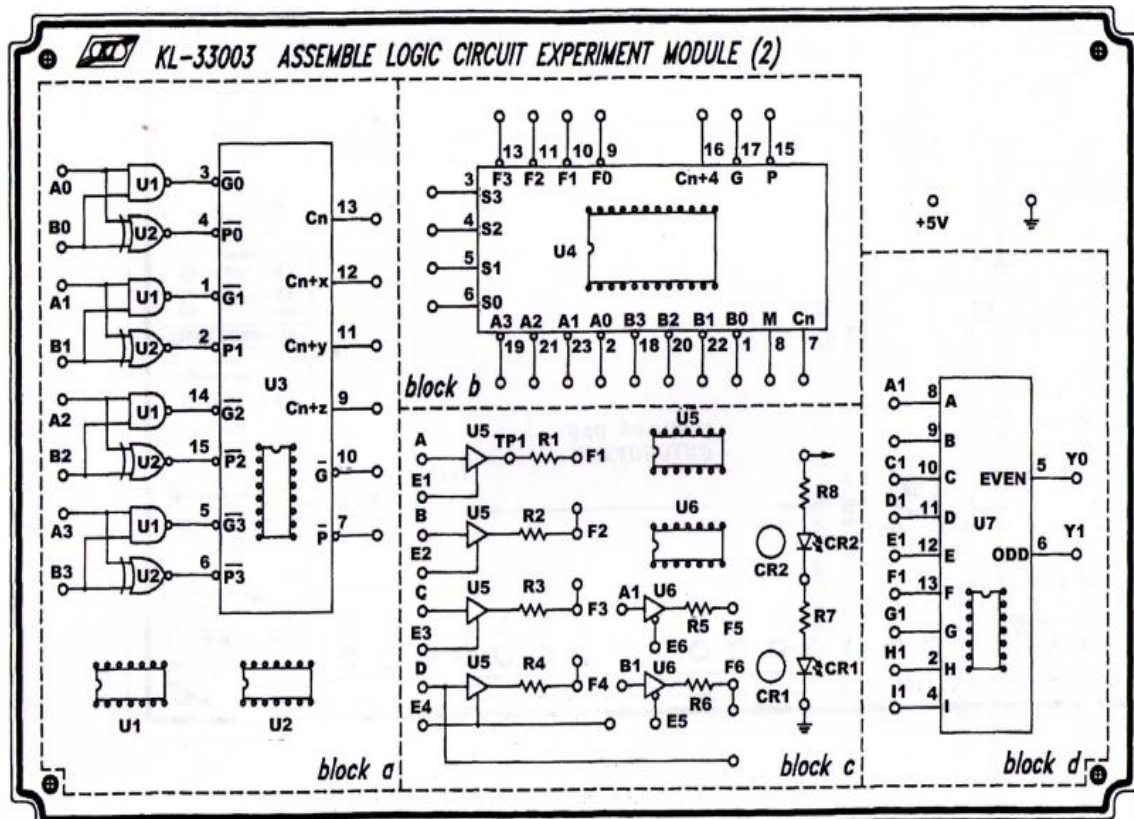 KL-33003 ASSEMBLE LOGIC CIRCUIT EXPERIMENT MODULE (2)
A0
B0
U1
U2
3
G0
4
P0
A1
B1
U1
U2
1
G1
2
P1
A2
B2
U1
U2
14
G2
15
P2
A3
B3
U1
U2
5
G3
6
P3
U3
Cn 13
Cn+x 12
Cn+y 11
Cn+z 9
G 10
P 7
U1
U2
block a
13 11 10 9 16 17 15
F3 F2 F1 F0 Cn+4 G P
3 S3
4 S2
5 S1
6 S0
U4
A3 A2 A1 A0 B3 B2 B1 B0 M Cn
19 21 23 2 18 20 22 1 8 7
block b
A U5 TP1 R1 F1
E1
B U5 R2 F2
E2
C U5 R3 F3
E3
D U5 R4 F4
E4
U5
U6
A1 U6 R5 F5
E6
B1 U6 R6 F6
E5
R8
CR2 CR2
R7
CR1 CR1
block c
+5V
A1 8 A
9 B
C1 10 C
D1 11 D
E1 12 E
F1 13 F
G1 G
H1 2 H
I1 4 I
U7
EVEN 5 Y0
ODD 6 Y1
block d